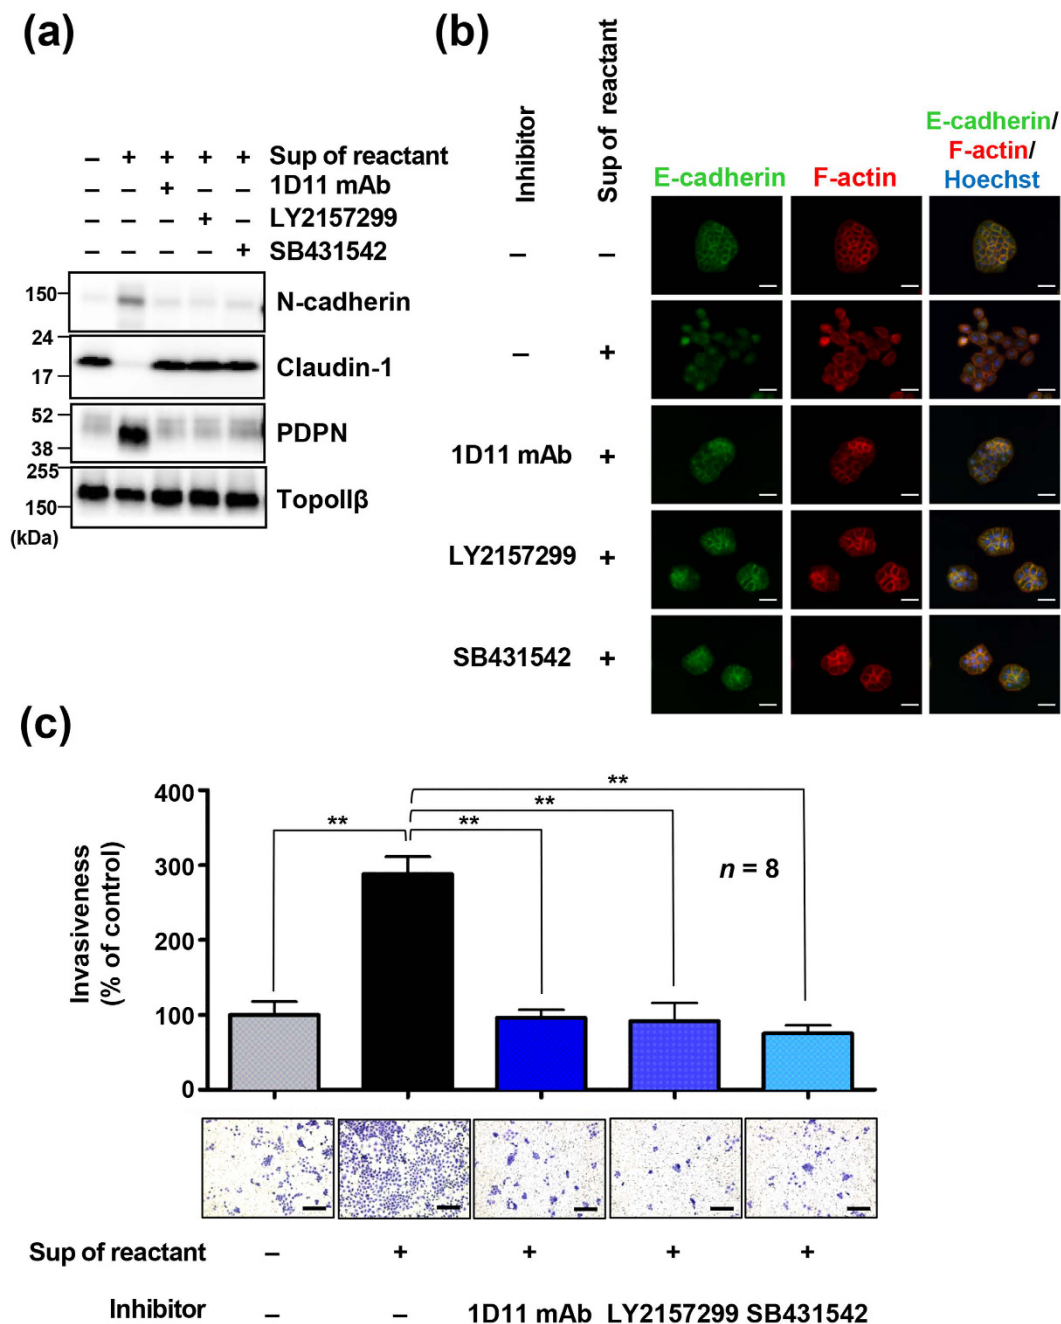 (a)
– + + + + Sup of reactant
– – + – – 1D11 mAb
– – – + – LY2157299
– – – – + SB431542
150 N-cadherin
24
17 Claudin-1
52
38 PDPN
255
150 TopoIIβ
(kDa)
(b)
Inhibitor
Sup of reactant
E-cadherin
F-actin
E-cadherin/
F-actin/
Hoechst
– –
– +
1D11 mAb +
LY2157299 +
SB431542 +
(c)
Invasiveness
(% of control)
400
300
200
100
0
**
**
**
**
n = 8
Sup of reactant – + + + +
Inhibitor – – 1D11 mAb LY2157299 SB431542